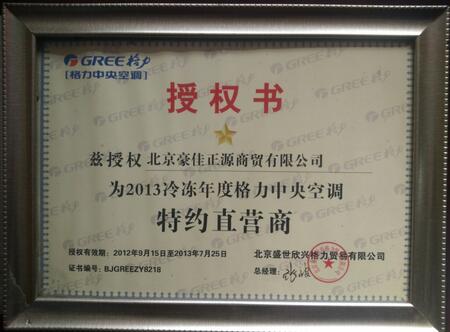 GREE格力
[格力中央空调]
授权书
兹授权 北京豪佳正源商贸有限公司
为2013冷冻年度格力中央空调
特约直营商
授权有效期：2012年9月15日至2013年7月25日
北京盛世欣兴格力贸易有限公司
证书编号：BJGREEZY8218
总经理：